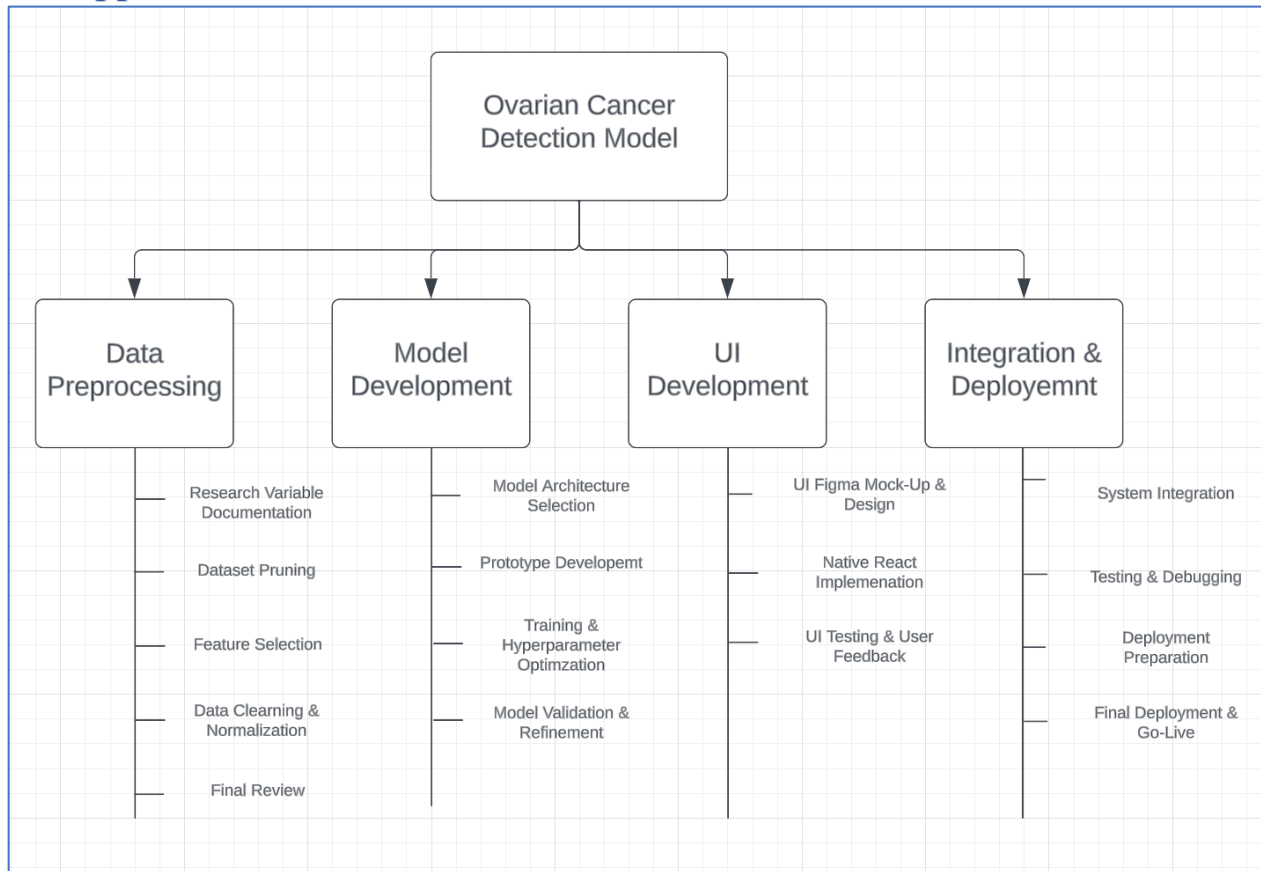 Ovarian Cancer
Detection Model
Data
Preprocessing
Model
Development
UI
Development
Integration &
Deployemnt
Research Variable
Documentation
Dataset Pruning
Feature Selection
Data Clearning &
Normalization
Final Review
Model Architecture
Selection
Prototype Developemt
Training &
Hyperparameter
Optimzation
Model Validation &
Refinement
UI Figma Mock-Up &
Design
Native React
Implemenation
UI Testing & User
Feedback
System Integration
Testing & Debugging
Deployment
Preparation
Final Deployment &
Go-Live